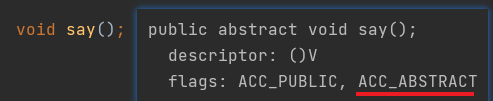 void say();
public abstract void say();
descriptor: ()V
flags: ACC_PUBLIC, ACC_ABSTRACT